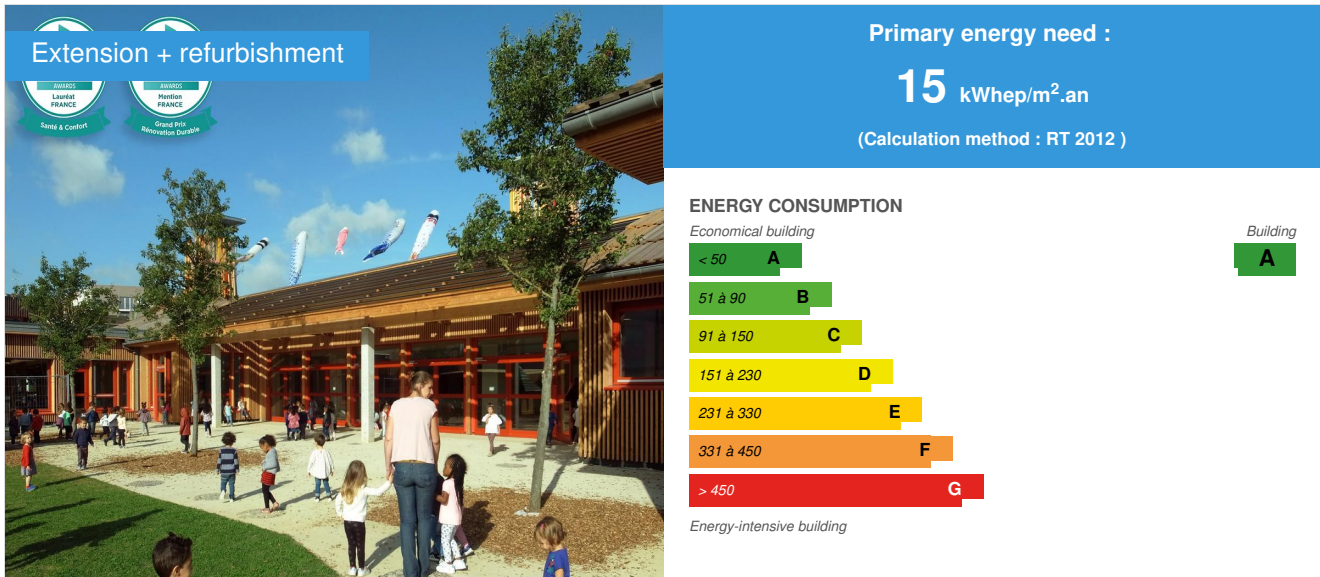 Extension + refurbishment
AWARDS
Lauréat
FRANCE
Santé & Confort
AWARDS
Mention
FRANCE
Grand Prix
Rénovation Durable
Primary energy need :
15 kWhep/m².an
(Calculation method : RT 2012 )
ENERGY CONSUMPTION
Economical building
Building
< 50 A
A
51 à 90 B
91 à 150 C
151 à 230 D
231 à 330 E
331 à 450 F
> 450 G
Energy-intensive building